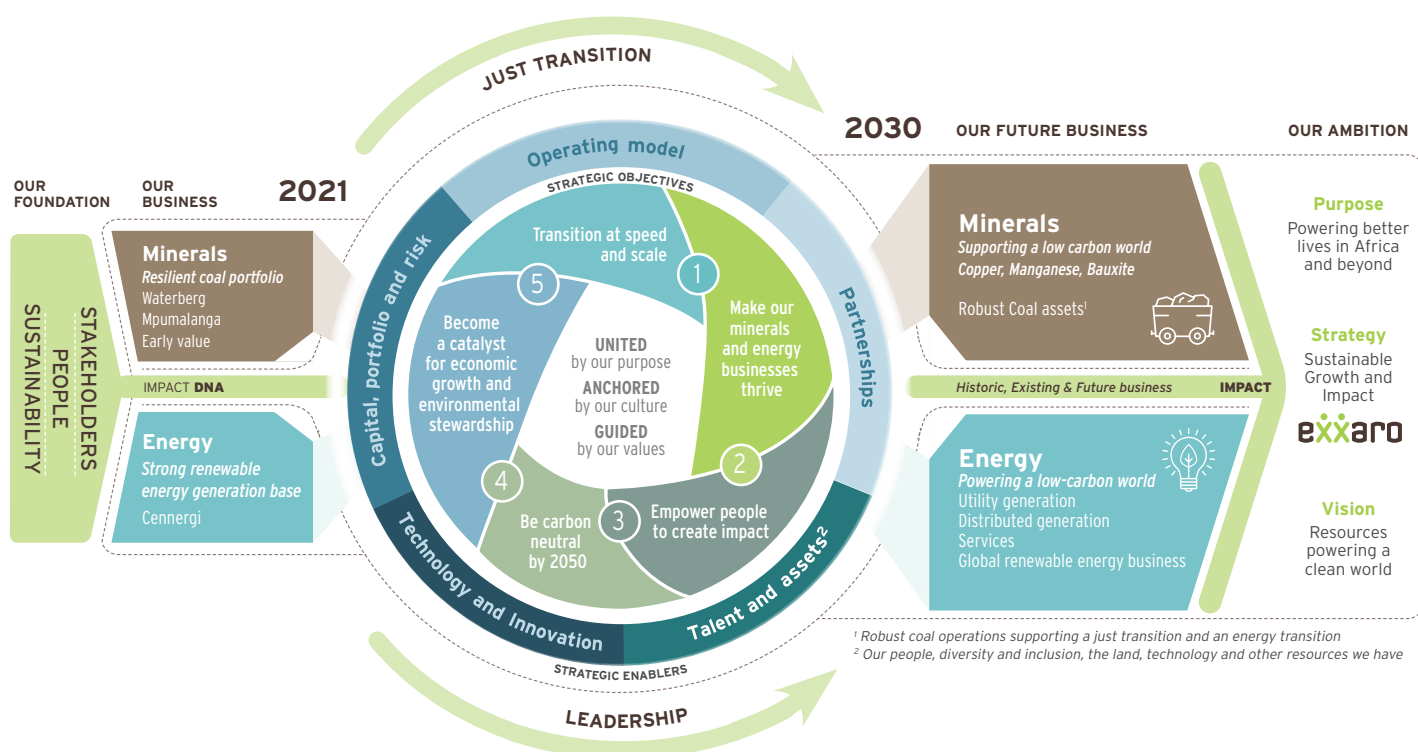 JUST TRANSITION
OUR
FOUNDATION
OUR
BUSINESS
2021
STAKEHOLDERS
PEOPLE
SUSTAINABILITY
Minerals
Resilient coal portfolio
Waterberg
Mpumalanga
Early value
IMPACT DNA
Energy
Strong renewable
energy generation base
Cennergi
Operating model
Partnerships
Talent and assets²
Technology and Innovation
Capital, portfolio and risk
STRATEGIC OBJECTIVES
Transition at speed
and scale
1
Make our
minerals
and energy
businesses
thrive
2
Empower people
to create impact
3
Be carbon
neutral
by 2050
4
Become
a catalyst
for economic
growth and
environmental
stewardship
5
UNITED
by our purpose
ANCHORED
by our culture
GUIDED
by our values
STRATEGIC ENABLERS
LEADERSHIP
2030
OUR FUTURE BUSINESS
Minerals
Supporting a low carbon world
Copper, Manganese, Bauxite
Robust Coal assets¹
Historic, Existing & Future business
IMPACT
Energy
Powering a low-carbon world
Utility generation
Distributed generation
Services
Global renewable energy business
OUR AMBITION
Purpose
Powering better
lives in Africa
and beyond
Strategy
Sustainable
Growth and
Impact
exxaro
Vision
Resources
powering a
clean world
¹ Robust coal operations supporting a just transition and an energy transition
² Our people, diversity and inclusion, the land, technology and other resources we have